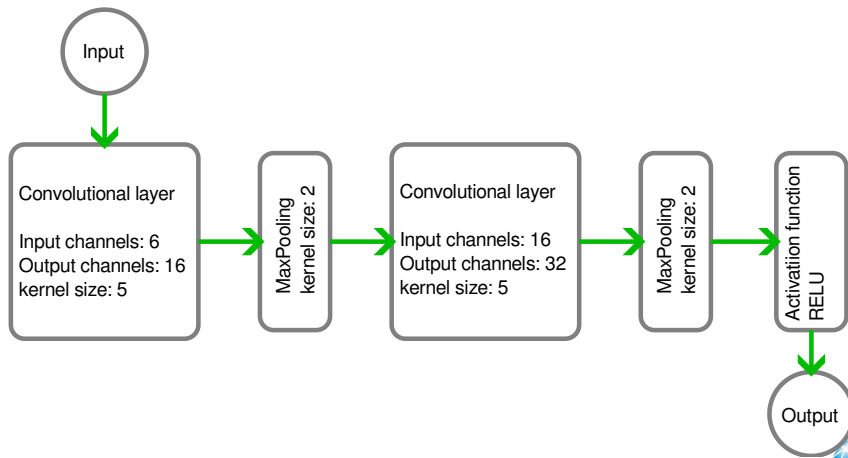 Input
Convolutional layer
Input channels: 6
Output channels: 16
kernel size: 5
MaxPooling
kernel size: 2
Convolutional layer
Input channels: 16
Output channels: 32
kernel size: 5
MaxPooling
kernel size: 2
Activatiion function
RELU
Output